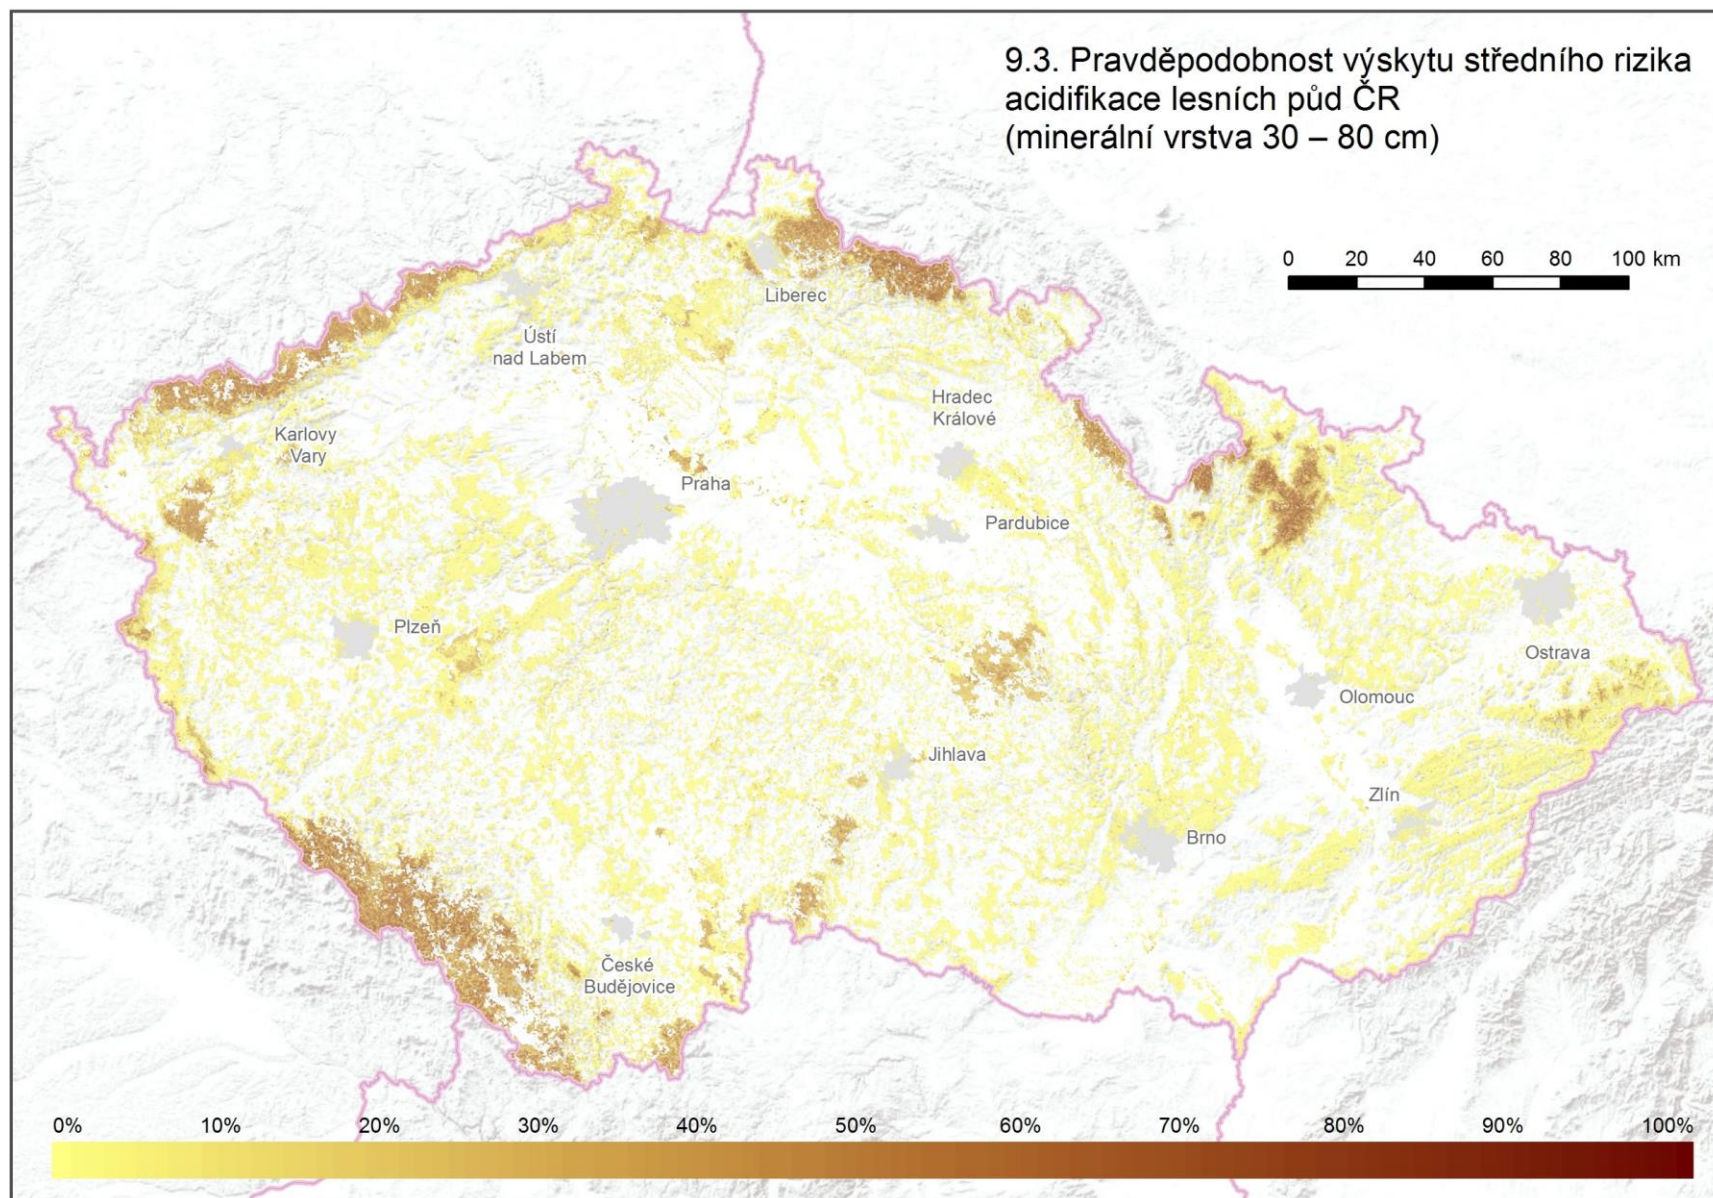 9.3. Pravděpodobnost výskytu středního rizika
acidifikace lesních půd ČR
(minerální vrstva 30 – 80 cm)
0 20 40 60 80 100 km
Liberec
Ústí
nad Labem
Hradec
Králové
Karlovy
Vary
Praha
Pardubice
Plzeň
Ostrava
Olomouc
Jihlava
Zlín
Brno
České
Budějovice
0% 10% 20% 30% 40% 50% 60% 70% 80% 90% 100%